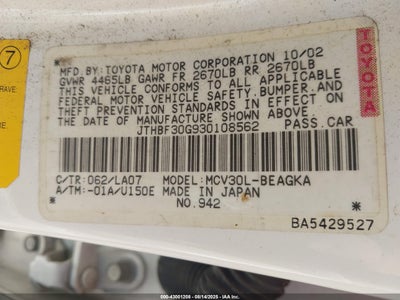 7
MFD. BY: TOYOTA MOTOR CORPORATION 10/02
GVWR 4465LB GAWR FR 2670LB RR 2670LB
THIS VEHICLE CONFORMS TO ALL APPLICABLE
FEDERAL MOTOR VEHICLE SAFETY, BUMPER, AND
THEFT PREVENTION STANDARDS IN EFFECT ON
THE DATE OF MANUFACTURE SHOWN ABOVE.
JTHBF30G930108562 PASS. CAR
TOYOTA
C/TR: 062/LA07 MODEL: MCV30L-BEAGKA
A/TM: -01A/U150E MADE IN JAPAN
* NO. 942 *
BA5429527
000-43001208 - (08/14/2025) - IAAI